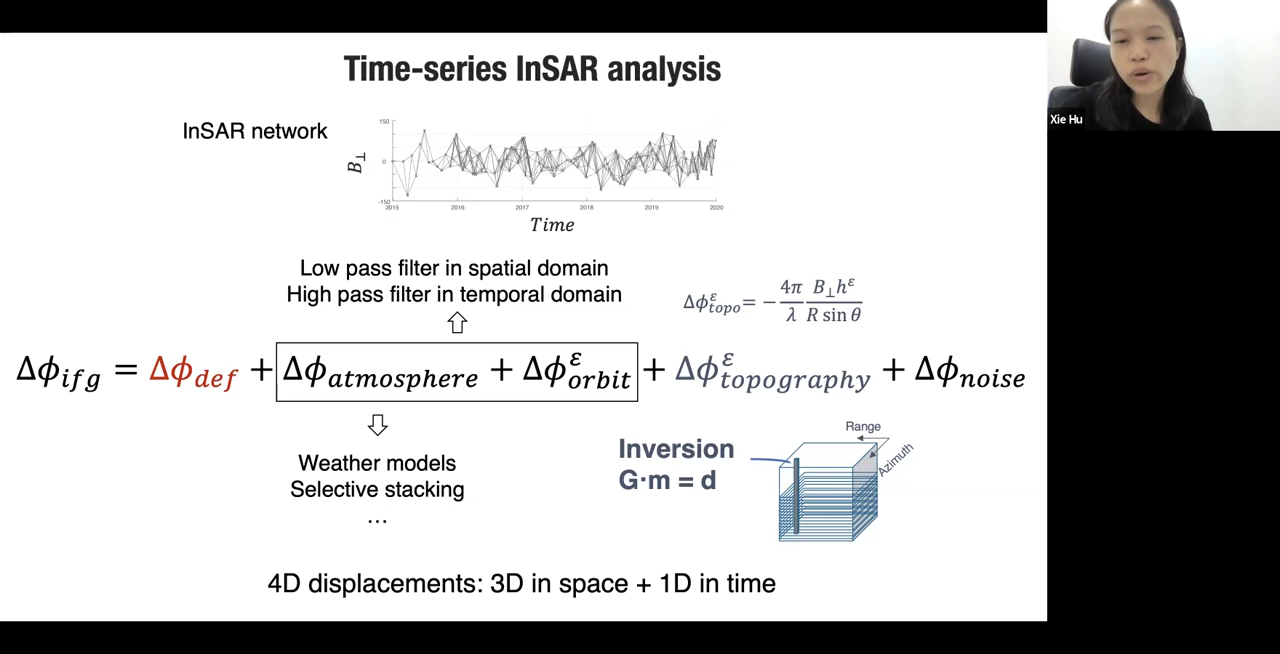 Time-series InSAR analysis
Xie Hu
InSAR network
150
0
-150
B⊥
2015 2016 2017 2018 2019 2020
Time
Low pass filter in spatial domain
High pass filter in temporal domain
Δϕ^ε_topo = − 4π/λ B⊥h^ε/R sin θ
Δϕ_ifg = Δϕ_def + Δϕ_atmosphere + Δϕ^ε_orbit + Δϕ^ε_topography + Δϕ_noise
Weather models
Selective stacking
...
Inversion
G·m = d
Range
Azimuth
4D displacements: 3D in space + 1D in time